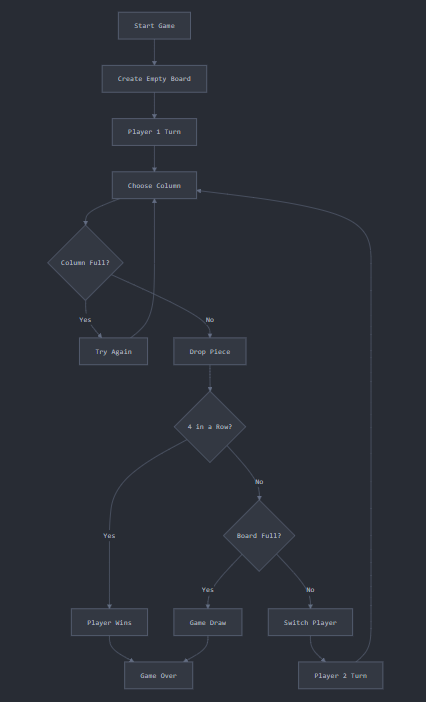 Start Game
Create Empty Board
Player 1 Turn
Choose Column
Column Full?
Yes
No
Try Again
Drop Piece
4 in a Row?
No
Yes
Board Full?
Yes
No
Player Wins
Game Draw
Switch Player
Game Over
Player 2 Turn